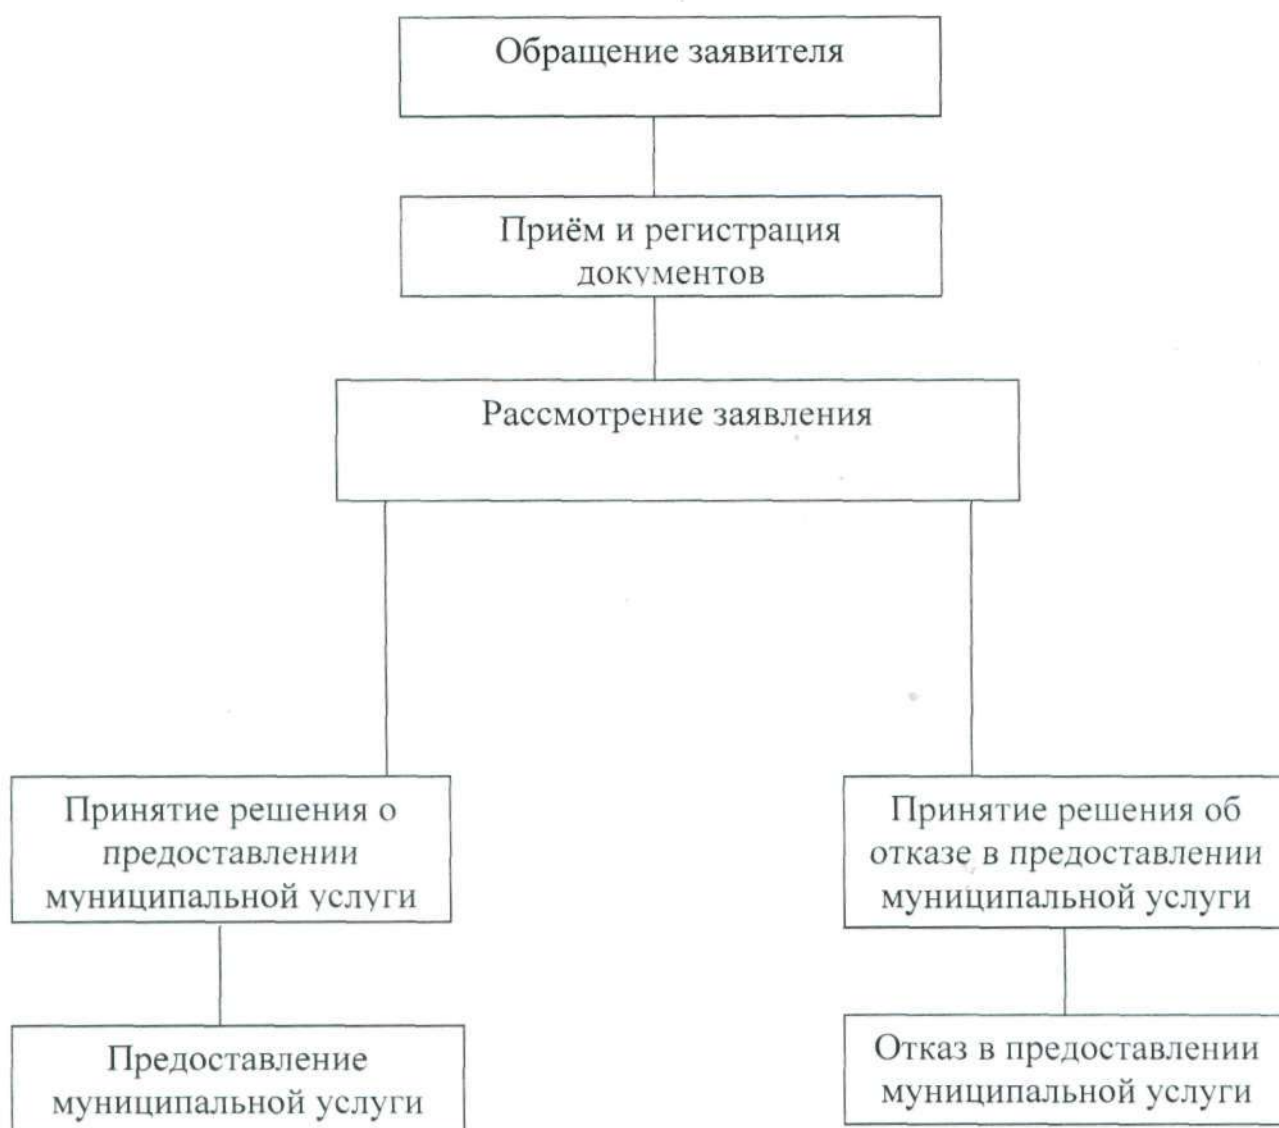 Обращение заявителя
Приём и регистрация
документов
Рассмотрение заявления
Принятие решения о
предоставлении
муниципальной услуги
Принятие решения об
отказе в предоставлении
муниципальной услуги
Предоставление
муниципальной услуги
Отказ в предоставлении
муниципальной услуги